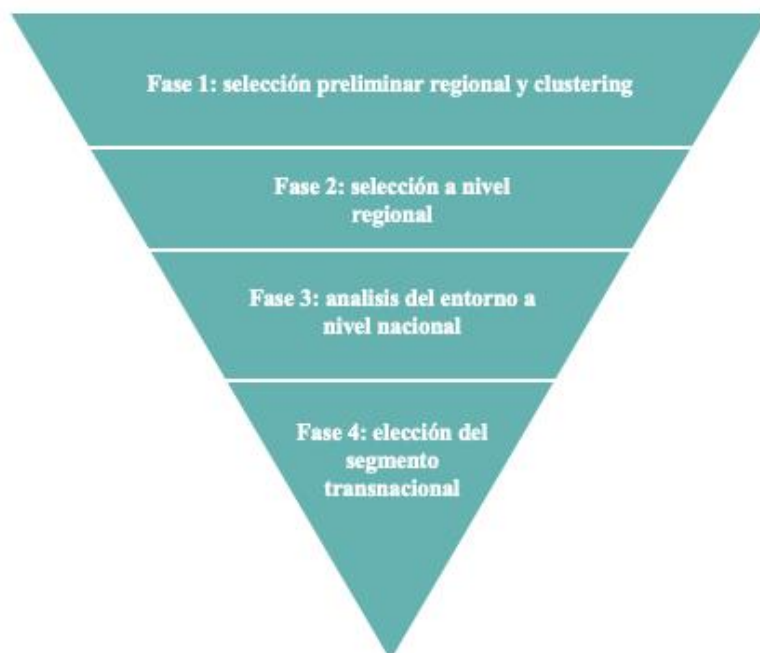 Fase 1: selección preliminar regional y clustering
Fase 2: selección a nivel
regional
Fase 3: analisis del entorno a
nivel nacional
Fase 4: elección del
segmento
transnacional